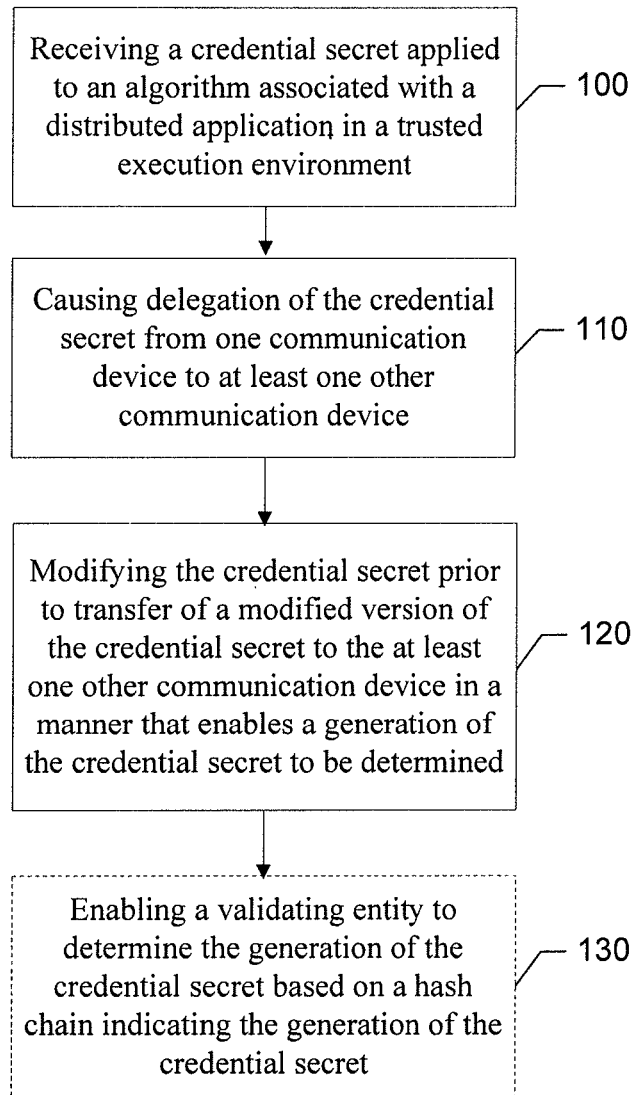 Receiving a credential secret applied
to an algorithm associated with a
distributed application in a trusted
execution environment
100
Causing delegation of the credential
secret from one communication
device to at least one other
communication device
110
Modifying the credential secret prior
to transfer of a modified version of
the credential secret to the at least
one other communication device in a
manner that enables a generation of
the credential secret to be determined
120
Enabling a validating entity to
determine the generation of the
credential secret based on a hash
chain indicating the generation of the
credential secret
130